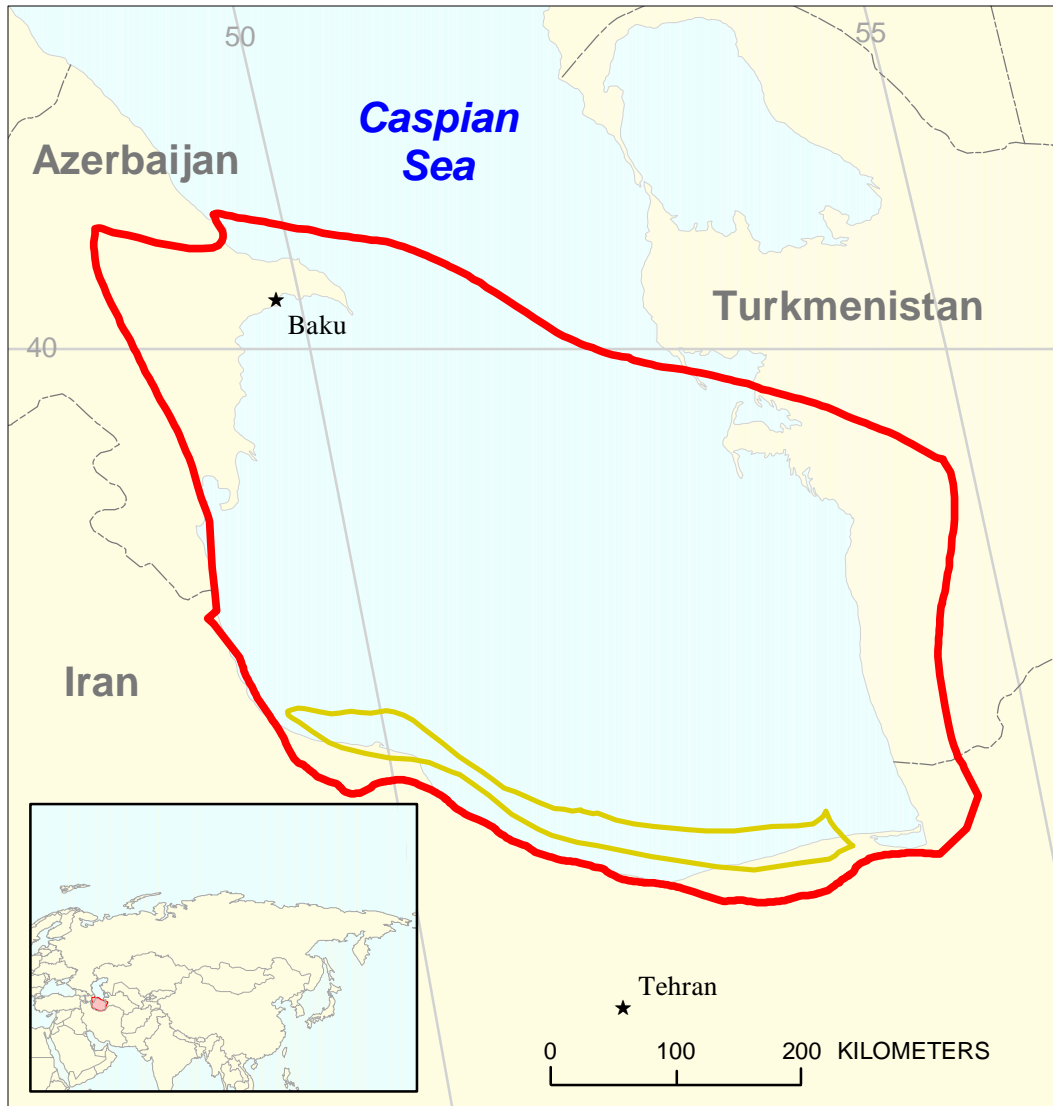 50
55
Caspian
Sea
Azerbaijan
Turkmenistan
Baku
40
Iran
Tehran
0 100 200 KILOMETERS